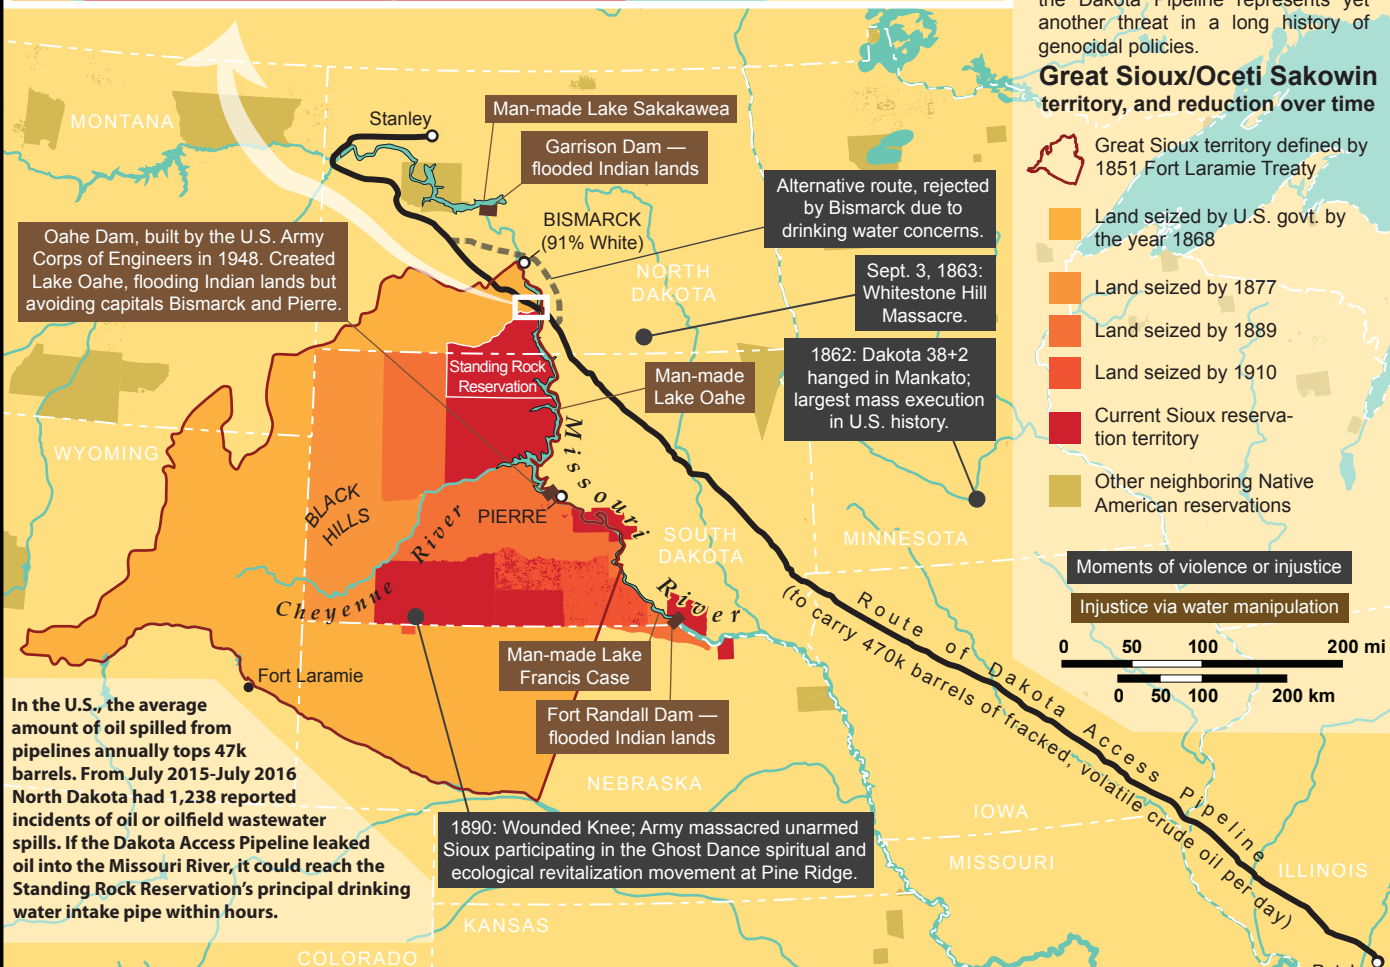 the Dakota Pipeline represents yet
another threat in a long history of
genocidal policies.
Great Sioux/Oceti Sakowin
territory, and reduction over time
Great Sioux territory defined by
1851 Fort Laramie Treaty
Land seized by U.S. govt. by
the year 1868
Land seized by 1877
Land seized by 1889
Land seized by 1910
Current Sioux reserva-
tion territory
Other neighboring Native
American reservations
Moments of violence or injustice
Injustice via water manipulation
0 50 100 200 mi
0 50 100 200 km
MONTANA
Stanley
Man-made Lake Sakakawea
Garrison Dam —
flooded Indian lands
Alternative route, rejected
by Bismarck due to
drinking water concerns.
BISMARCK
(91% White)
Oahe Dam, built by the U.S. Army
Corps of Engineers in 1948. Created
Lake Oahe, flooding Indian lands but
avoiding capitals Bismarck and Pierre.
NORTH
DAKOTA
Sept. 3, 1863:
Whitestone Hill
Massacre.
1862: Dakota 38+2
hanged in Mankato;
largest mass execution
in U.S. history.
Standing Rock
Reservation
Man-made
Lake Oahe
WYOMING
BLACK
HILLS
Cheyenne River
PIERRE
Missouri River
SOUTH
DAKOTA
MINNESOTA
Route of Dakota Access Pipeline
(to carry 470k barrels of fracked, volatile crude oil per day)
Man-made Lake
Francis Case
Fort Laramie
Fort Randall Dam —
flooded Indian lands
In the U.S., the average
amount of oil spilled from
pipelines annually tops 47k
barrels. From July 2015-July 2016
North Dakota had 1,238 reported
incidents of oil or oilfield wastewater
spills. If the Dakota Access Pipeline leaked
oil into the Missouri River, it could reach the
Standing Rock Reservation's principal drinking
water intake pipe within hours.
NEBRASKA
IOWA
1890: Wounded Knee; Army massacred unarmed
Sioux participating in the Ghost Dance spiritual and
ecological revitalization movement at Pine Ridge.
MISSOURI
ILLINOIS
KANSAS
COLORADO